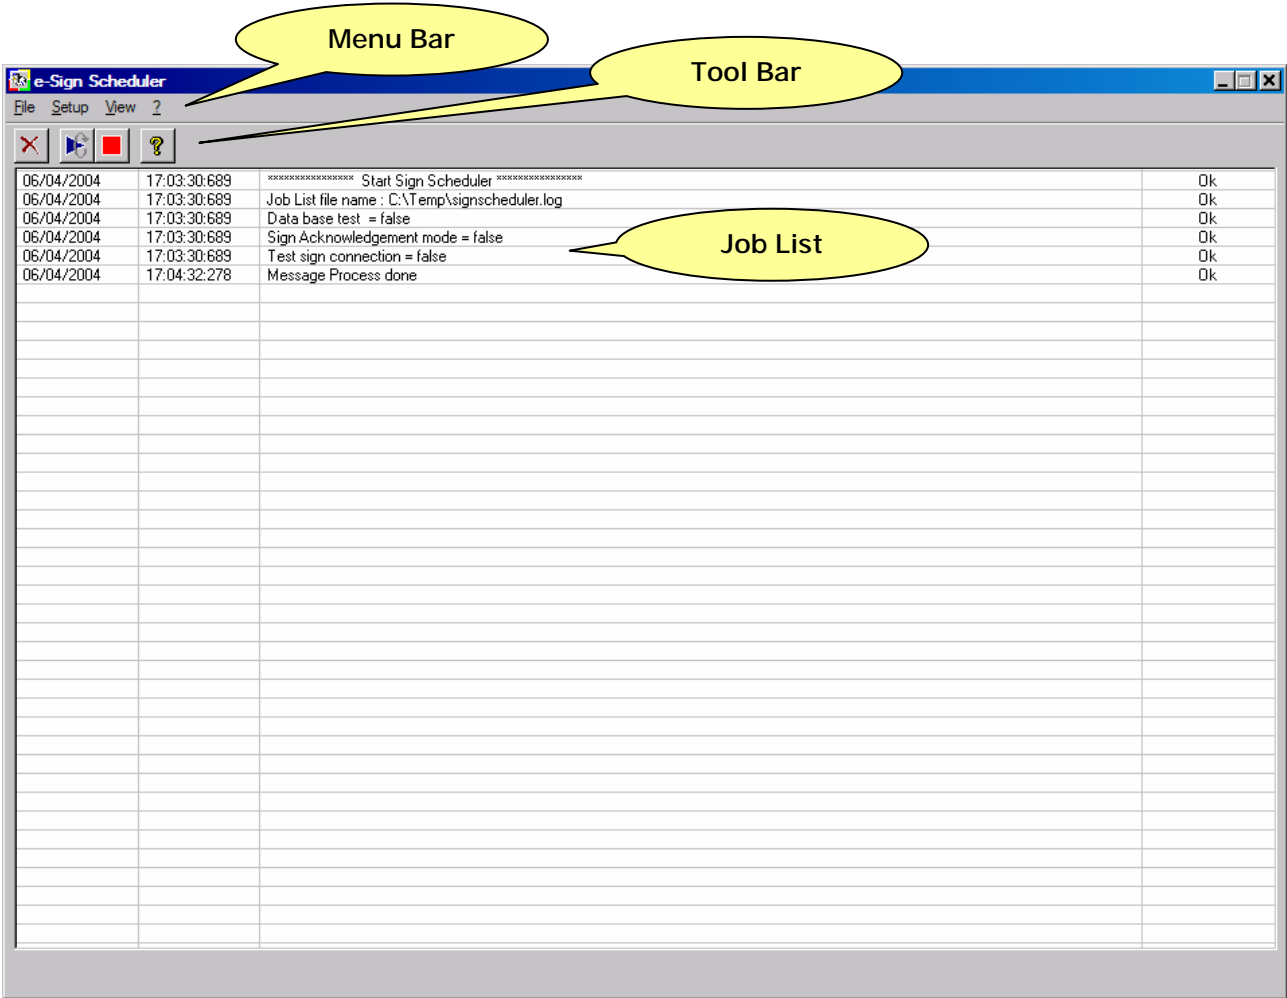 Menu Bar
Tool Bar
e-Sign Scheduler
File Setup View ?
06/04/2004 17:03:30:689 **************** Start Sign Scheduler **************** Ok
06/04/2004 17:03:30:689 Job List file name : C:\Temp\signscheduler.log Ok
06/04/2004 17:03:30:689 Data base test = false Ok
06/04/2004 17:03:30:689 Sign Acknowledgement mode = false Ok
06/04/2004 17:03:30:689 Test sign connection = false Ok
06/04/2004 17:04:32:278 Message Process done Ok
Job List